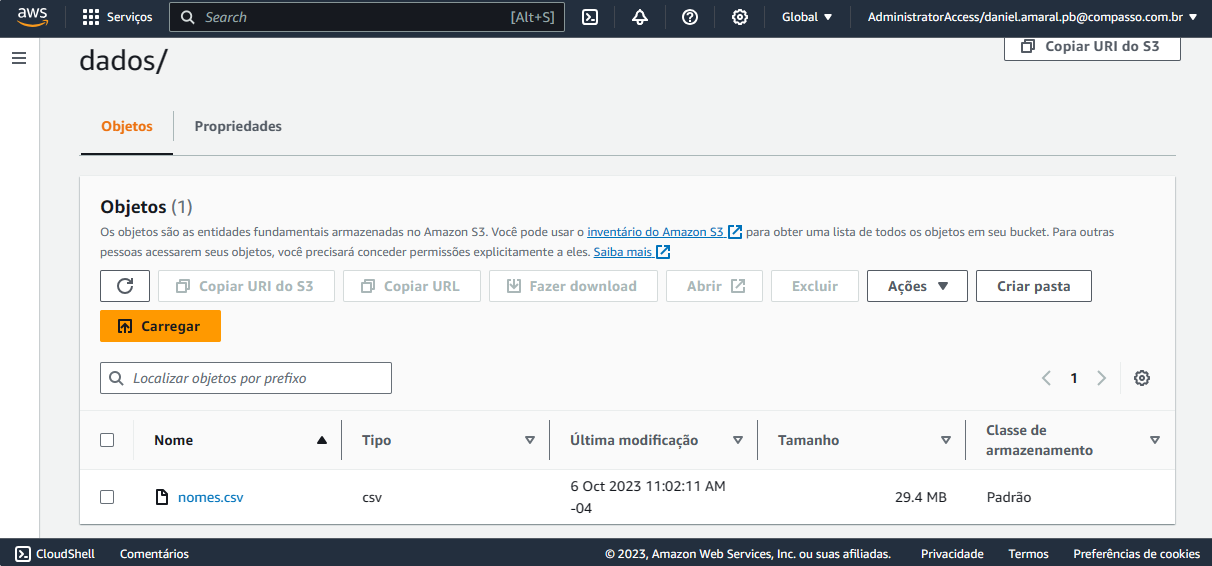 aws Serviços Search [Alt+S] Global AdministratorAccess/daniel.amaral.pb@compasso.com.br
dados/
Copiar URI do S3
Objetos Propriedades
Objetos (1)
Os objetos são as entidades fundamentais armazenadas no Amazon S3. Você pode usar o inventário do Amazon S3 para obter uma lista de todos os objetos em seu bucket. Para outras
pessoas acessarem seus objetos, você precisará conceder permissões explicitamente a eles. Saiba mais
Copiar URI do S3 Copiar URL Fazer download Abrir Excluir Ações Criar pasta
Carregar
Localizar objetos por prefixo 1
Nome Tipo Última modificação Tamanho Classe de
armazenamento
nomes.csv csv 6 Oct 2023 11:02:11 AM
-04 29.4 MB Padrão
CloudShell Comentários © 2023, Amazon Web Services, Inc. ou suas afiliadas. Privacidade Termos Preferências de cookies